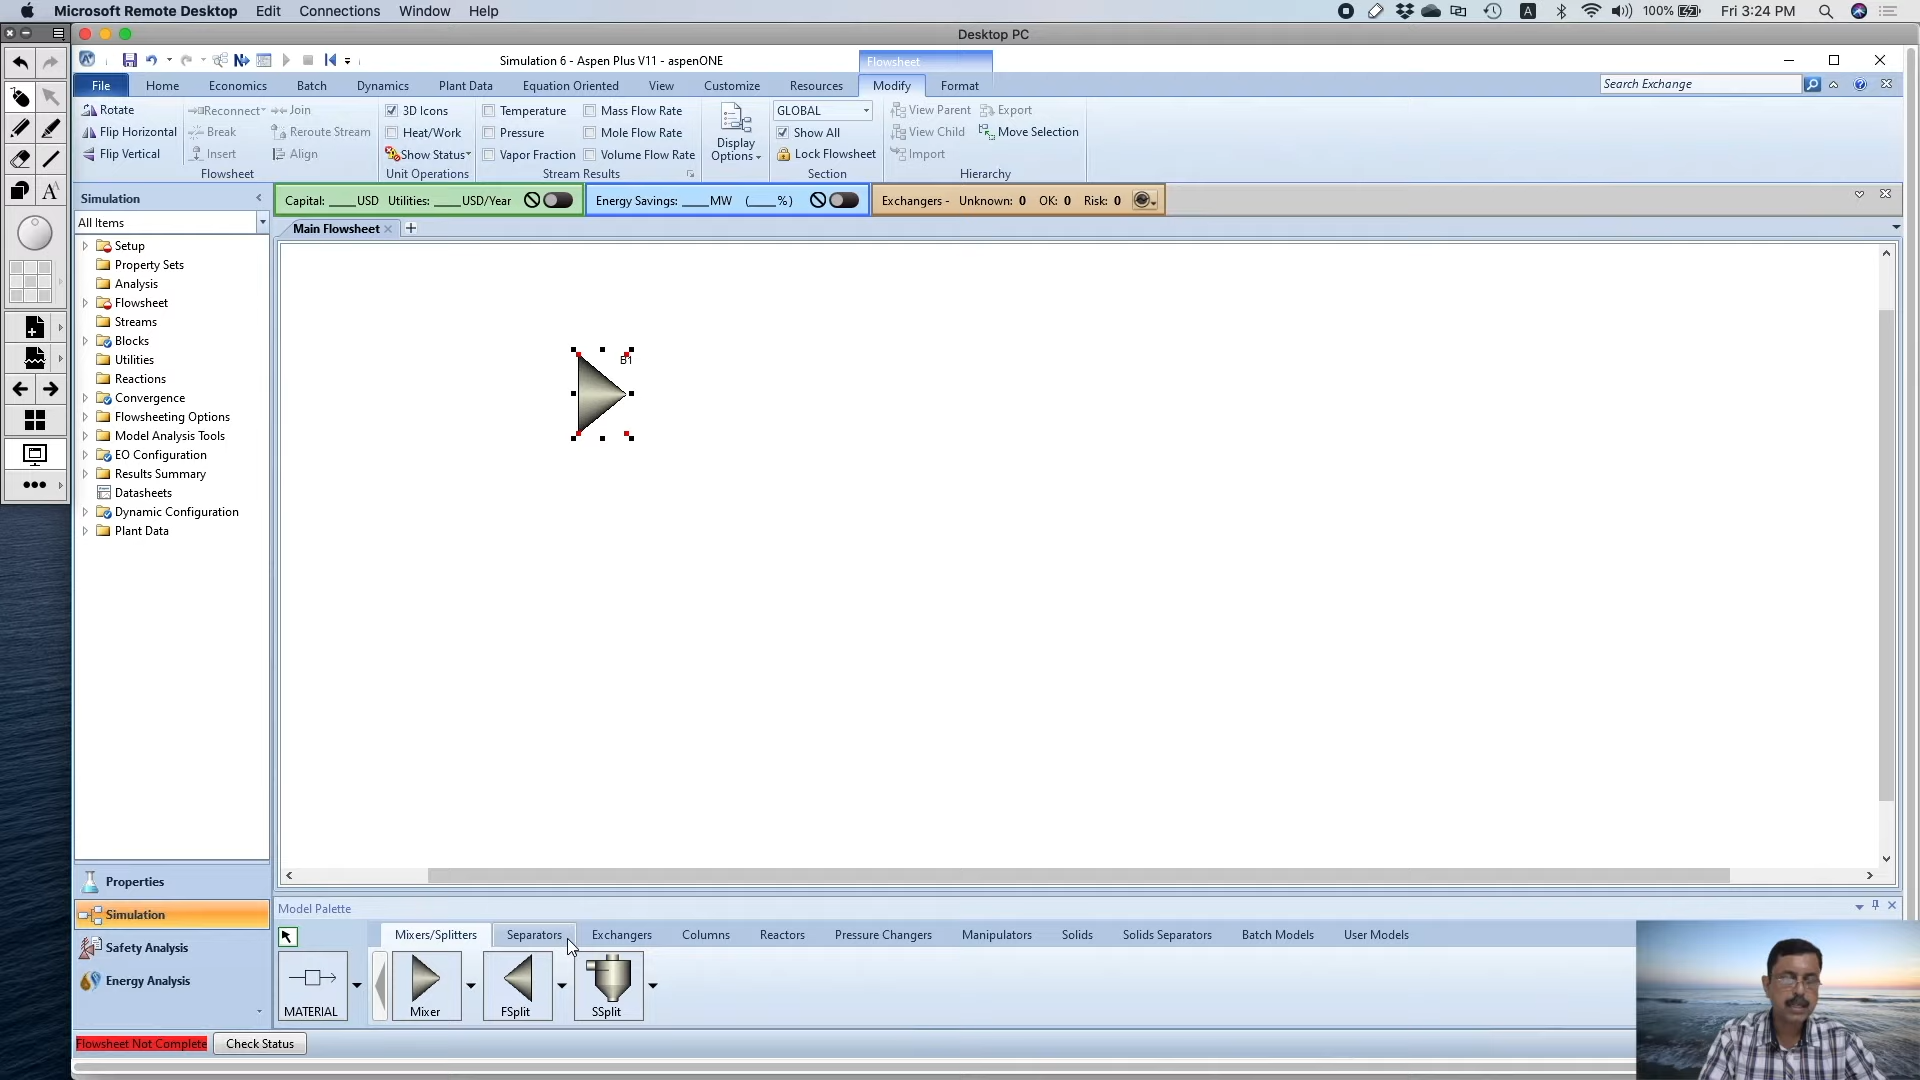 Microsoft Remote Desktop Edit Connections Window Help A 100% Fri 3:24 PM
Desktop PC
Simulation 6 - Aspen Plus V11 - aspenONE Flowsheet
File Home Economics Batch Dynamics Plant Data Equation Oriented View Customize Resources Modify Format Search Exchange
Rotate Reconnect Join 3D Icons Temperature Mass Flow Rate GLOBAL View Parent Export
Flip Horizontal Break Reroute Stream Heat/Work Pressure Mole Flow Rate Show All View Child Move Selection
Flip Vertical Insert Align Show Status Vapor Fraction Volume Flow Rate Display Options Lock Flowsheet Import
Flowsheet Unit Operations Stream Results Section Hierarchy
A
Simulation
Capital: ____USD Utilities: ____USD/Year Energy Savings: ____MW (____%) Exchangers - Unknown: 0 OK: 0 Risk: 0
All Items
Main Flowsheet
Setup
Property Sets
Analysis
Flowsheet
Streams
Blocks
Utilities
Reactions
Convergence
Flowsheeting Options
Model Analysis Tools
EO Configuration
Results Summary
Datasheets
Dynamic Configuration
Plant Data
B1
Properties
Simulation
Safety Analysis
Energy Analysis
Model Palette
Mixers/Splitters Separators Exchangers Columns Reactors Pressure Changers Manipulators Solids Solids Separators Batch Models User Models
MATERIAL Mixer FSplit SSplit
Flowsheet Not Complete Check Status